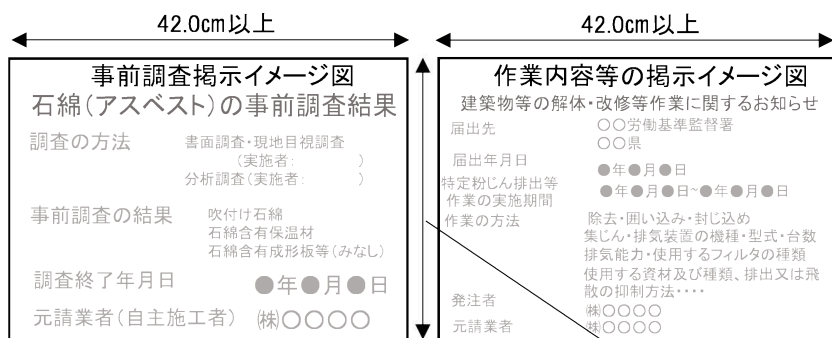 42.0cm以上
事前調査掲示イメージ図
石綿(アスベスト)の事前調査結果
調査の方法 書面調査・現地目視調査
(実施者: )
分析調査(実施者: )
事前調査の結果 吹付け石綿
石綿含有保温材
石綿含有成形板等(みなし)
調査終了年月日 ●年●月●日
元請業者(自主施工者) ㈱〇〇〇〇
42.0cm以上
作業内容等の掲示イメージ図
建築物等の解体・改修等作業に関するお知らせ
届出先 〇〇労働基準監督署
〇〇県
届出年月日 ●年●月●日
特定粉じん排出等
作業の実施期間 ●年●月●日~●年●月●日
作業の方法 除去・囲い込み・封じ込め
集じん・排気装置の機種・型式・台数
排気能力・使用するフィルタの種類
使用する資材及び種類、排出又は飛
散の抑制方法・・・・
発注者 ㈱〇〇〇〇
元請業者 ㈱〇〇〇〇